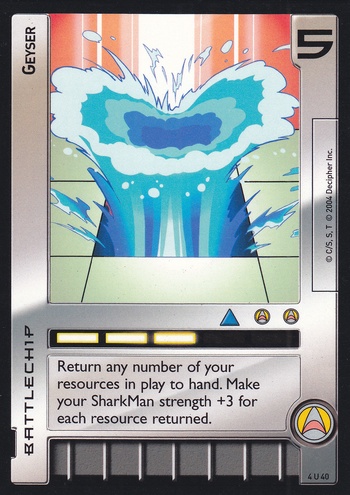 GEYSER
5
© C/S, S, T © 2004 Decipher Inc.
BATTLECHIP
Return any number of your
resources in play to hand. Make
your SharkMan strength +3 for
each resource returned.
4 U 40